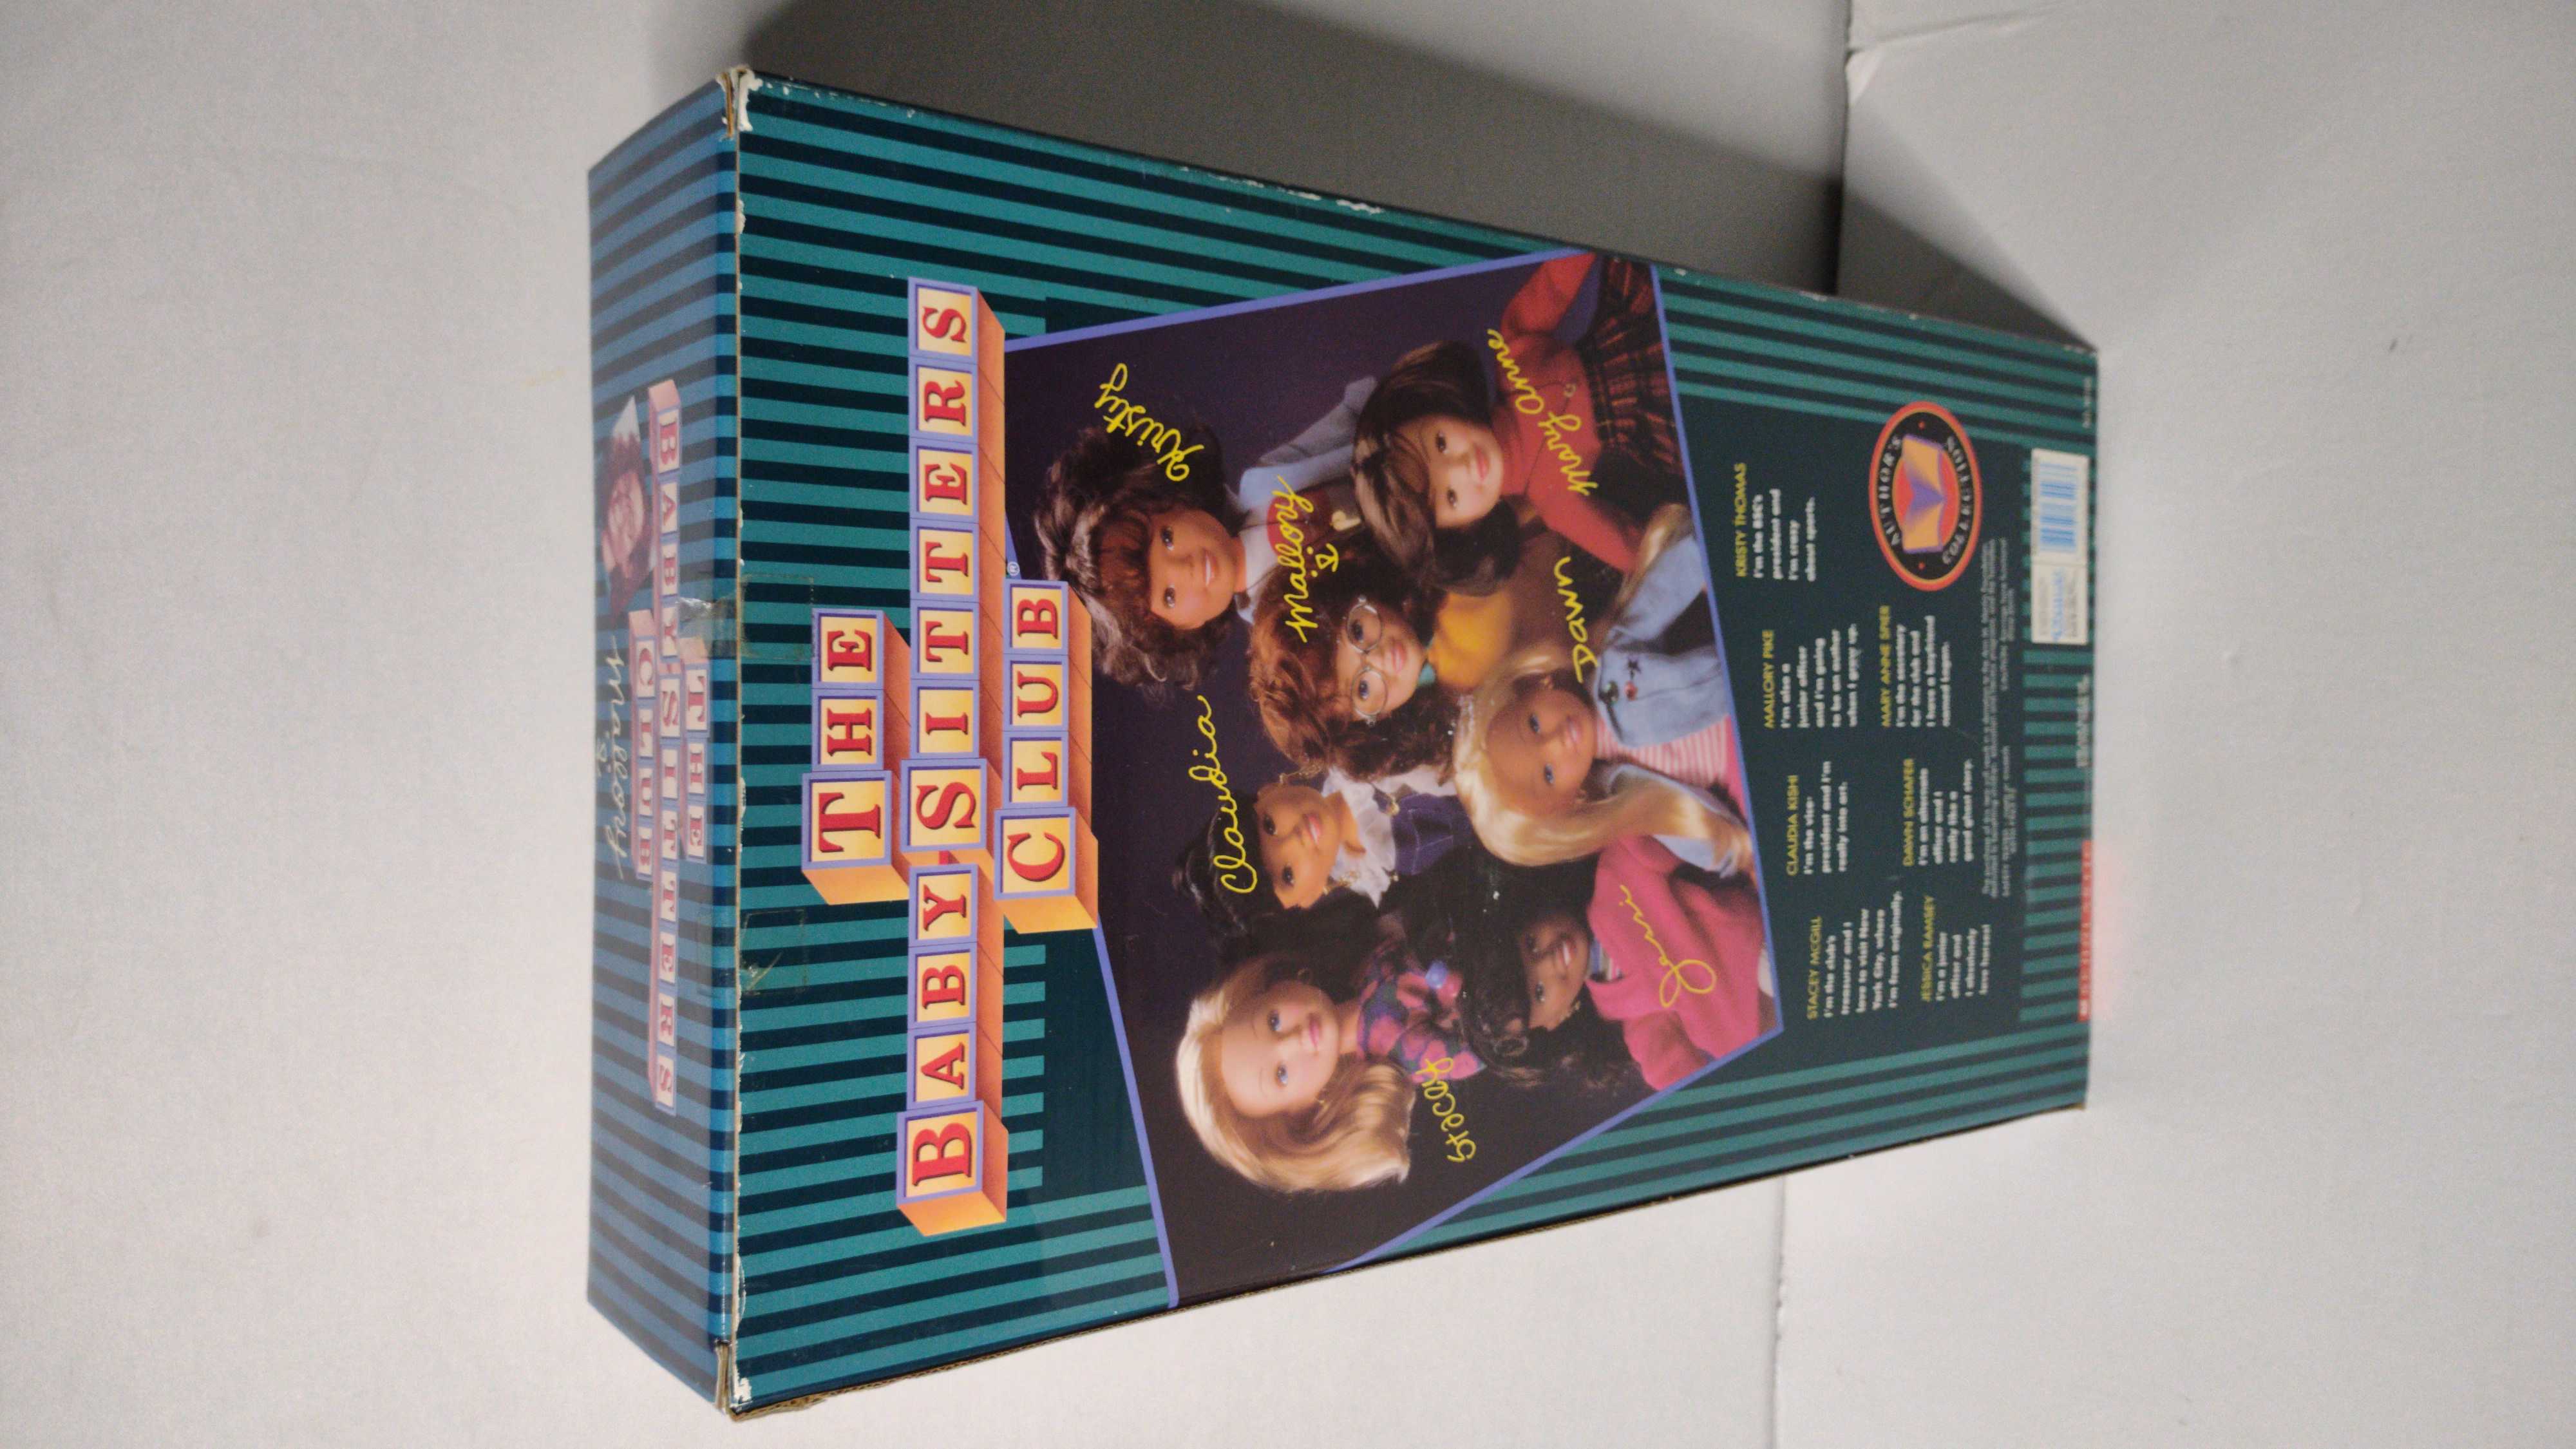 THE
BABY-SITTERS
CLUB
®
Kristy
Claudia
Mallory
Mary Anne
Stacey
Dawn
Jessi
STACEY MCGILL
I'm the club's
treasurer and I
love to visit New
York City, where
I'm from originally.
CLAUDIA KISHI
I'm the vice-
president and I'm
really into art.
MALLORY PIKE
I'm also a
junior officer
and I'm going
to be an author
when I grow up.
KRISTY THOMAS
I'm the BSC's
president and
I'm crazy
about sports.
JESSICA RAMSEY
I'm a junior
officer and
I absolutely
love horses!
DAWN SCHAFER
I'm an alternate
officer and I
really like a
good ghost story.
MARY ANNE SPIER
I'm the secretary
for the club and
I have a boyfriend
named Logan.
AUTHOR'S
COLLECTION
SCHOLASTIC
THE
BABY-SITTERS
CLUB